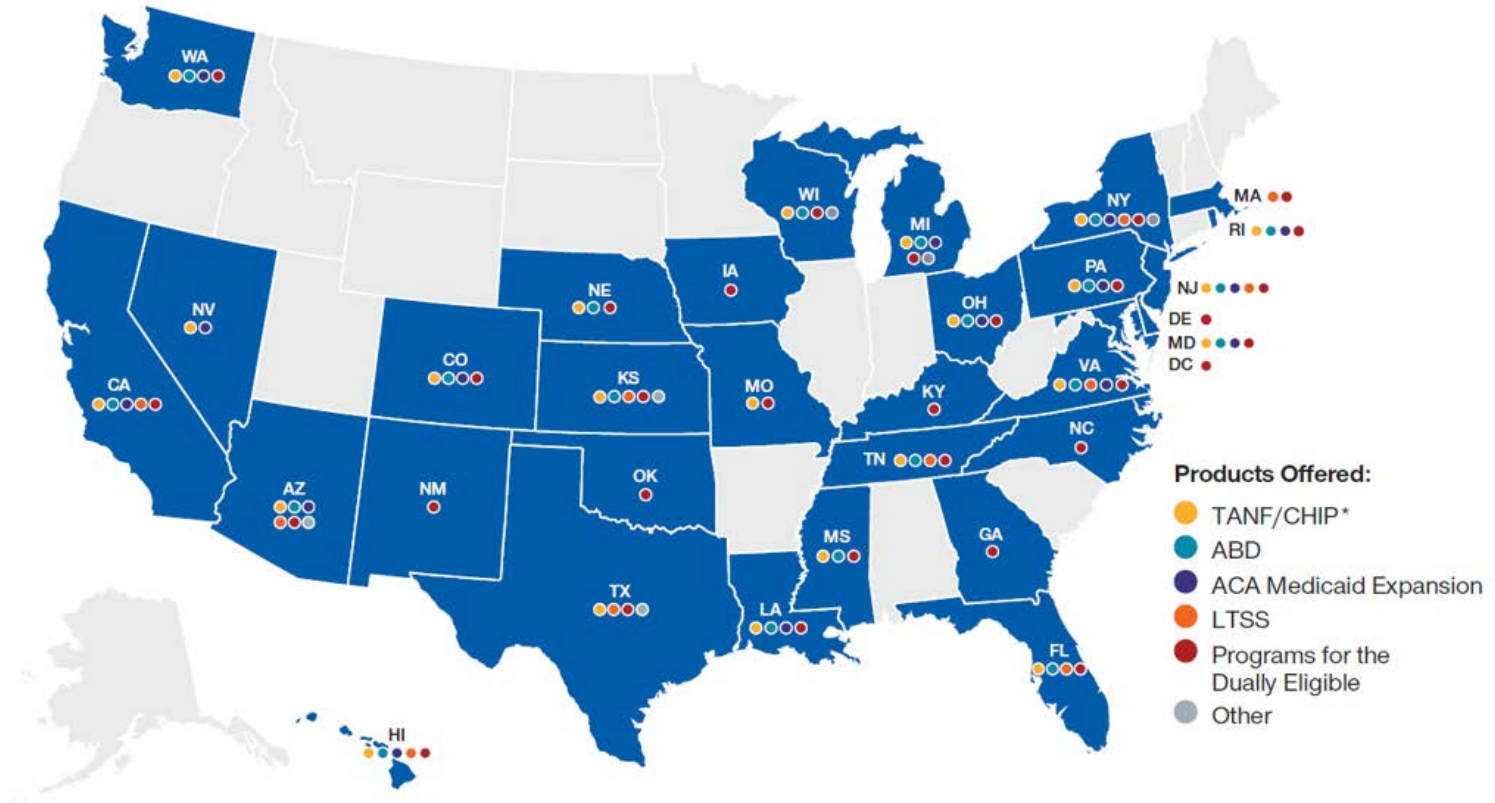 WA
WI
MI
NY
MA
RI
PA
NJ
DE
MD
DC
OH
VA
IA
NE
NV
CO
KS
MO
KY
CA
NC
TN
AZ
NM
OK
MS
GA
TX
LA
FL
HI
Products Offered:
TANF/CHIP*
ABD
ACA Medicaid Expansion
LTSS
Programs for the
Dually Eligible
Other